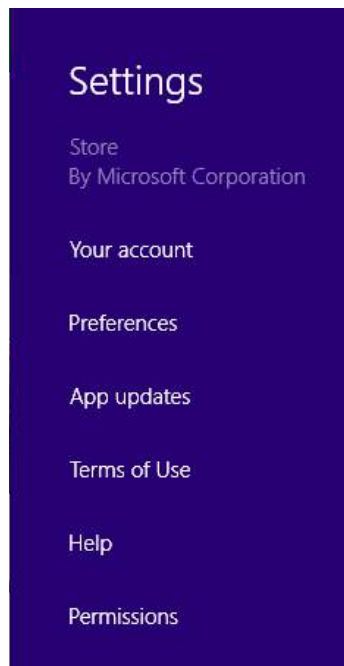 Settings
Store
By Microsoft Corporation
Your account
Preferences
App updates
Terms of Use
Help
Permissions